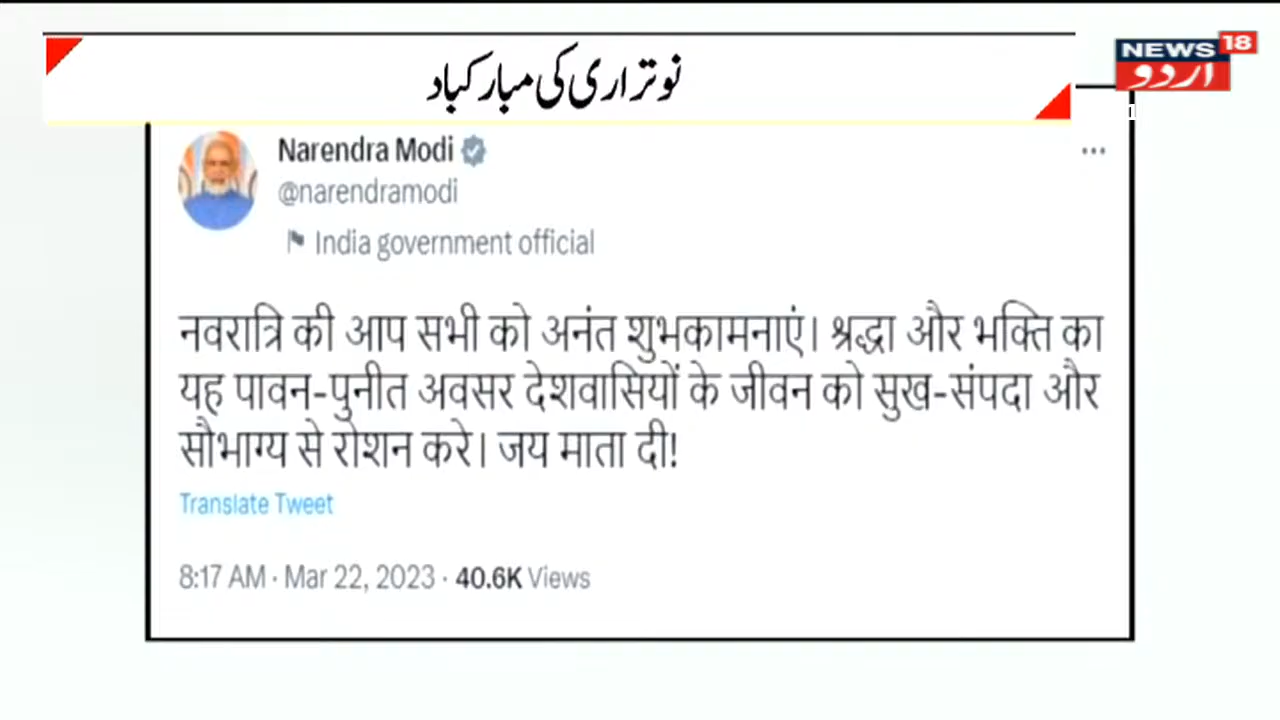 نوتراری کی مبارکباد
NEWS 18
اردو
Narendra Modi
@narendramodi
India government official
नवरात्रि की आप सभी को अनंत शुभकामनाएं। श्रद्धा और भक्ति का
यह पावन-पुनीत अवसर देशवासियों के जीवन को सुख-संपदा और
सौभाग्य से रोशन करे। जय माता दी!
Translate Tweet
8:17 AM · Mar 22, 2023 · 40.6K Views